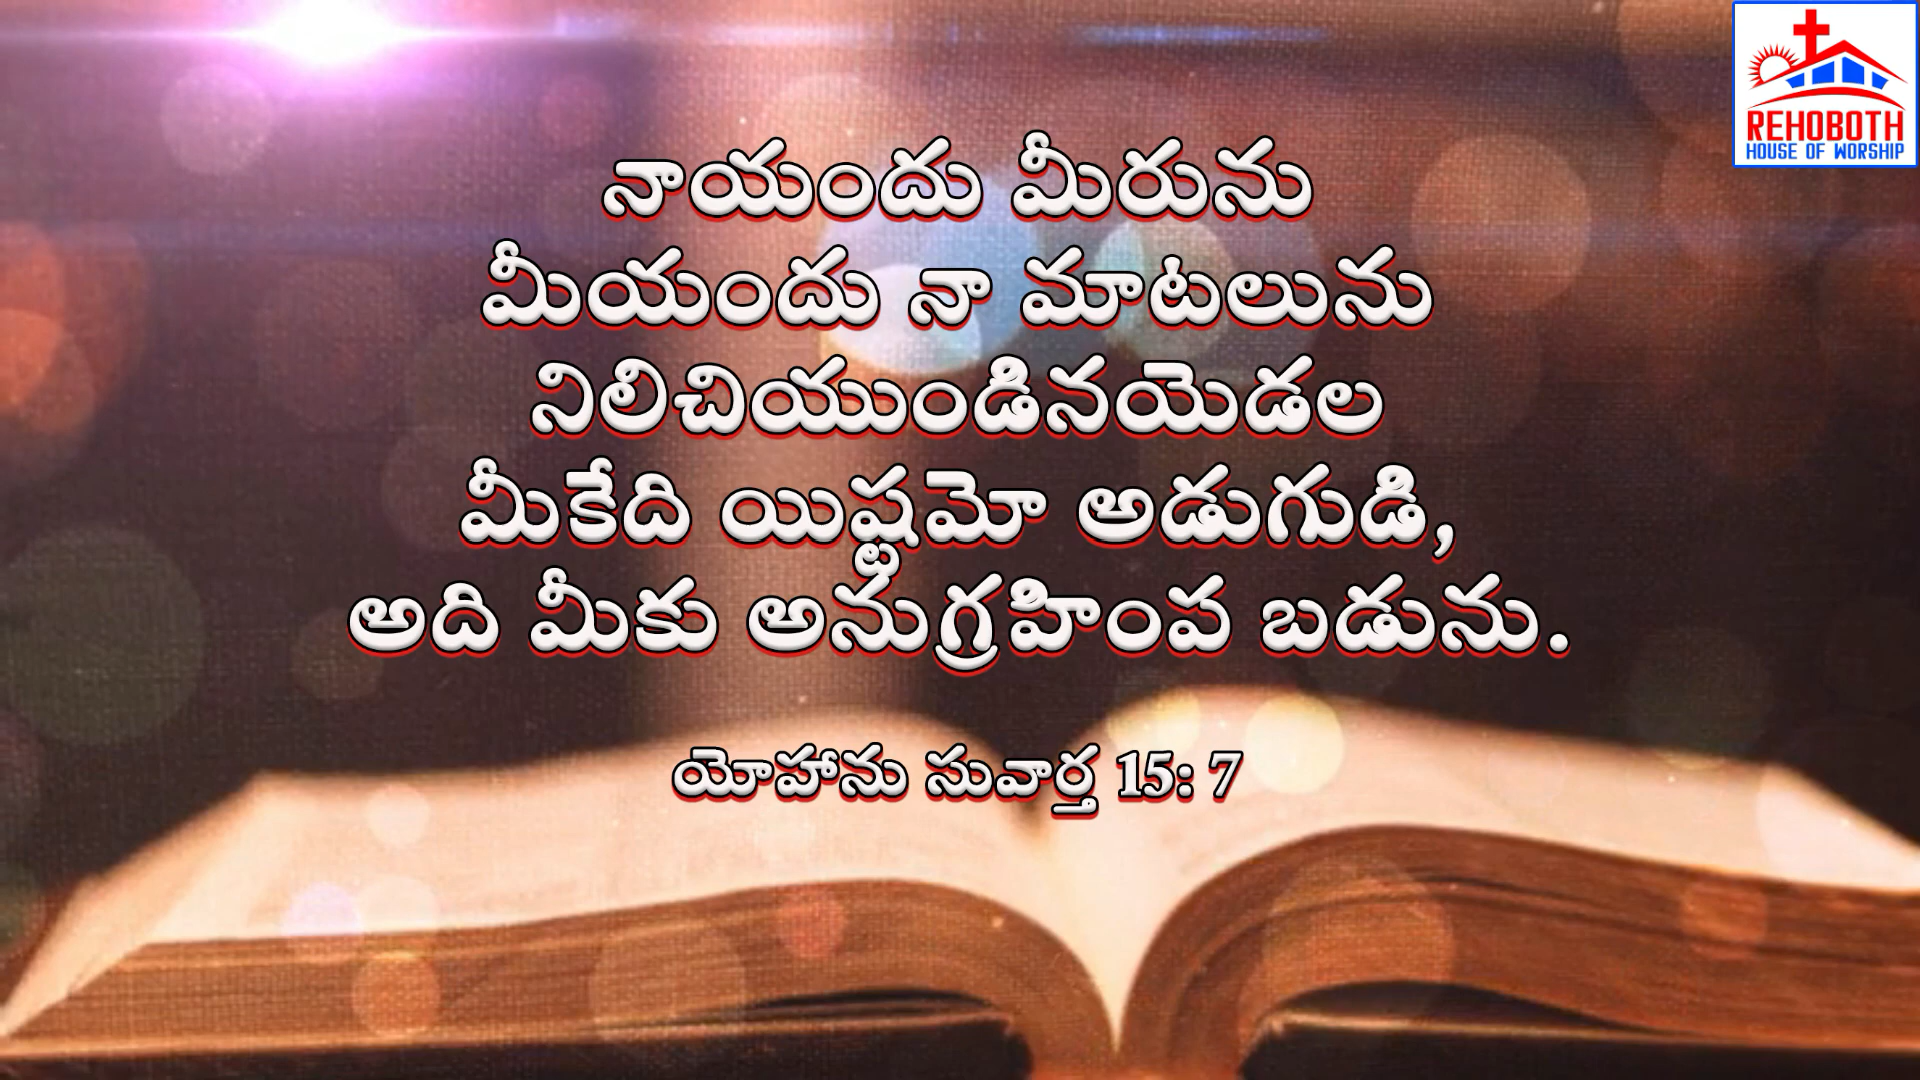 REHOBOTH
HOUSE OF WORSHIP
నాయందు మీరును
మీయందు నా మాటలును
నిలిచియుండినయెడల
మీకేది యిష్టమో అడుగుడి,
అది మీకు అనుగ్రహింప బడును.
యోహాను సువార్త 15: 7